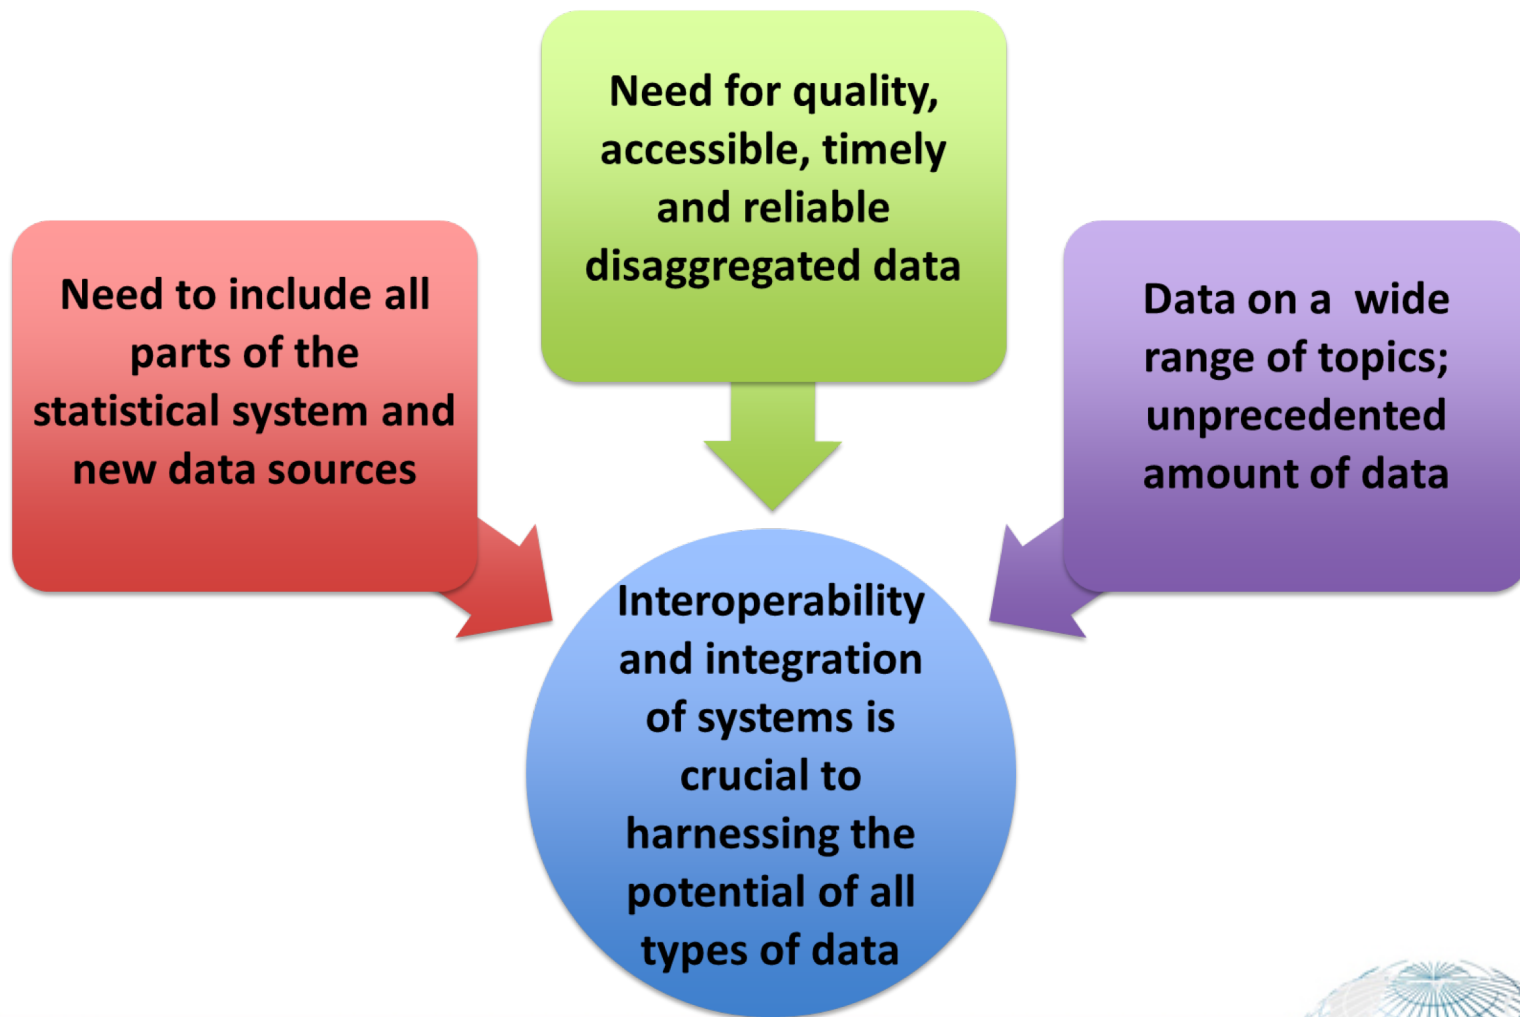 Need for quality,
accessible, timely
and reliable
disaggregated data
Need to include all
parts of the
statistical system and
new data sources
Data on a  wide
range of topics;
unprecedented
amount of data
Interoperability
and integration
of systems is
crucial to
harnessing the
potential of all
types of data